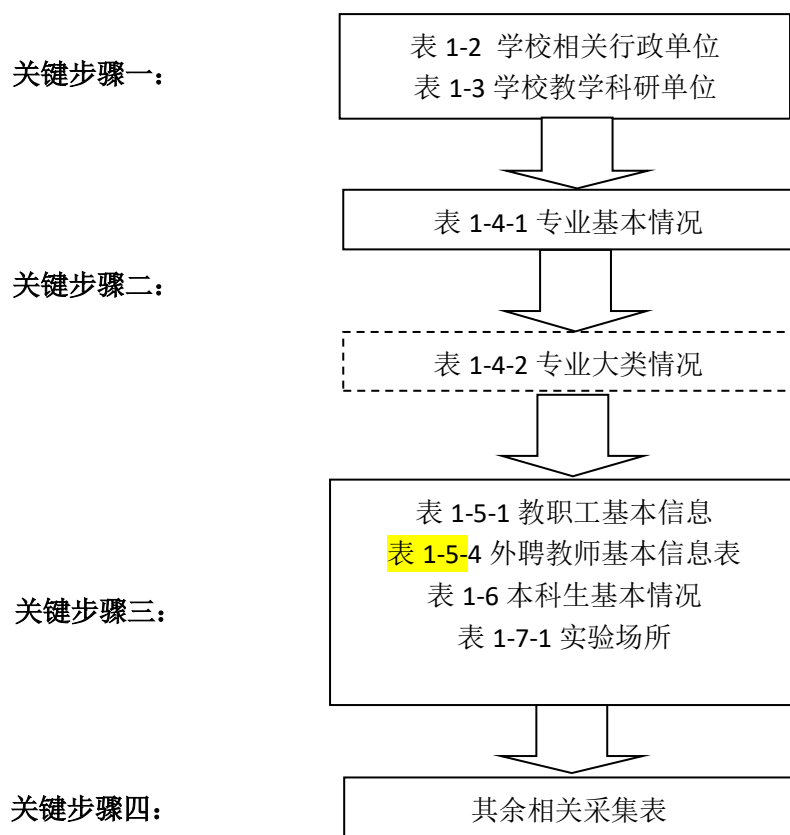 关键步骤一：
表 1-2 学校相关行政单位
表 1-3 学校教学科研单位
表 1-4-1 专业基本情况
关键步骤二：
表 1-4-2 专业大类情况
表 1-5-1 教职工基本信息
表 1-5-4 外聘教师基本信息表
表 1-6 本科生基本情况
关键步骤三：
表 1-7-1 实验场所
关键步骤四：
其余相关采集表